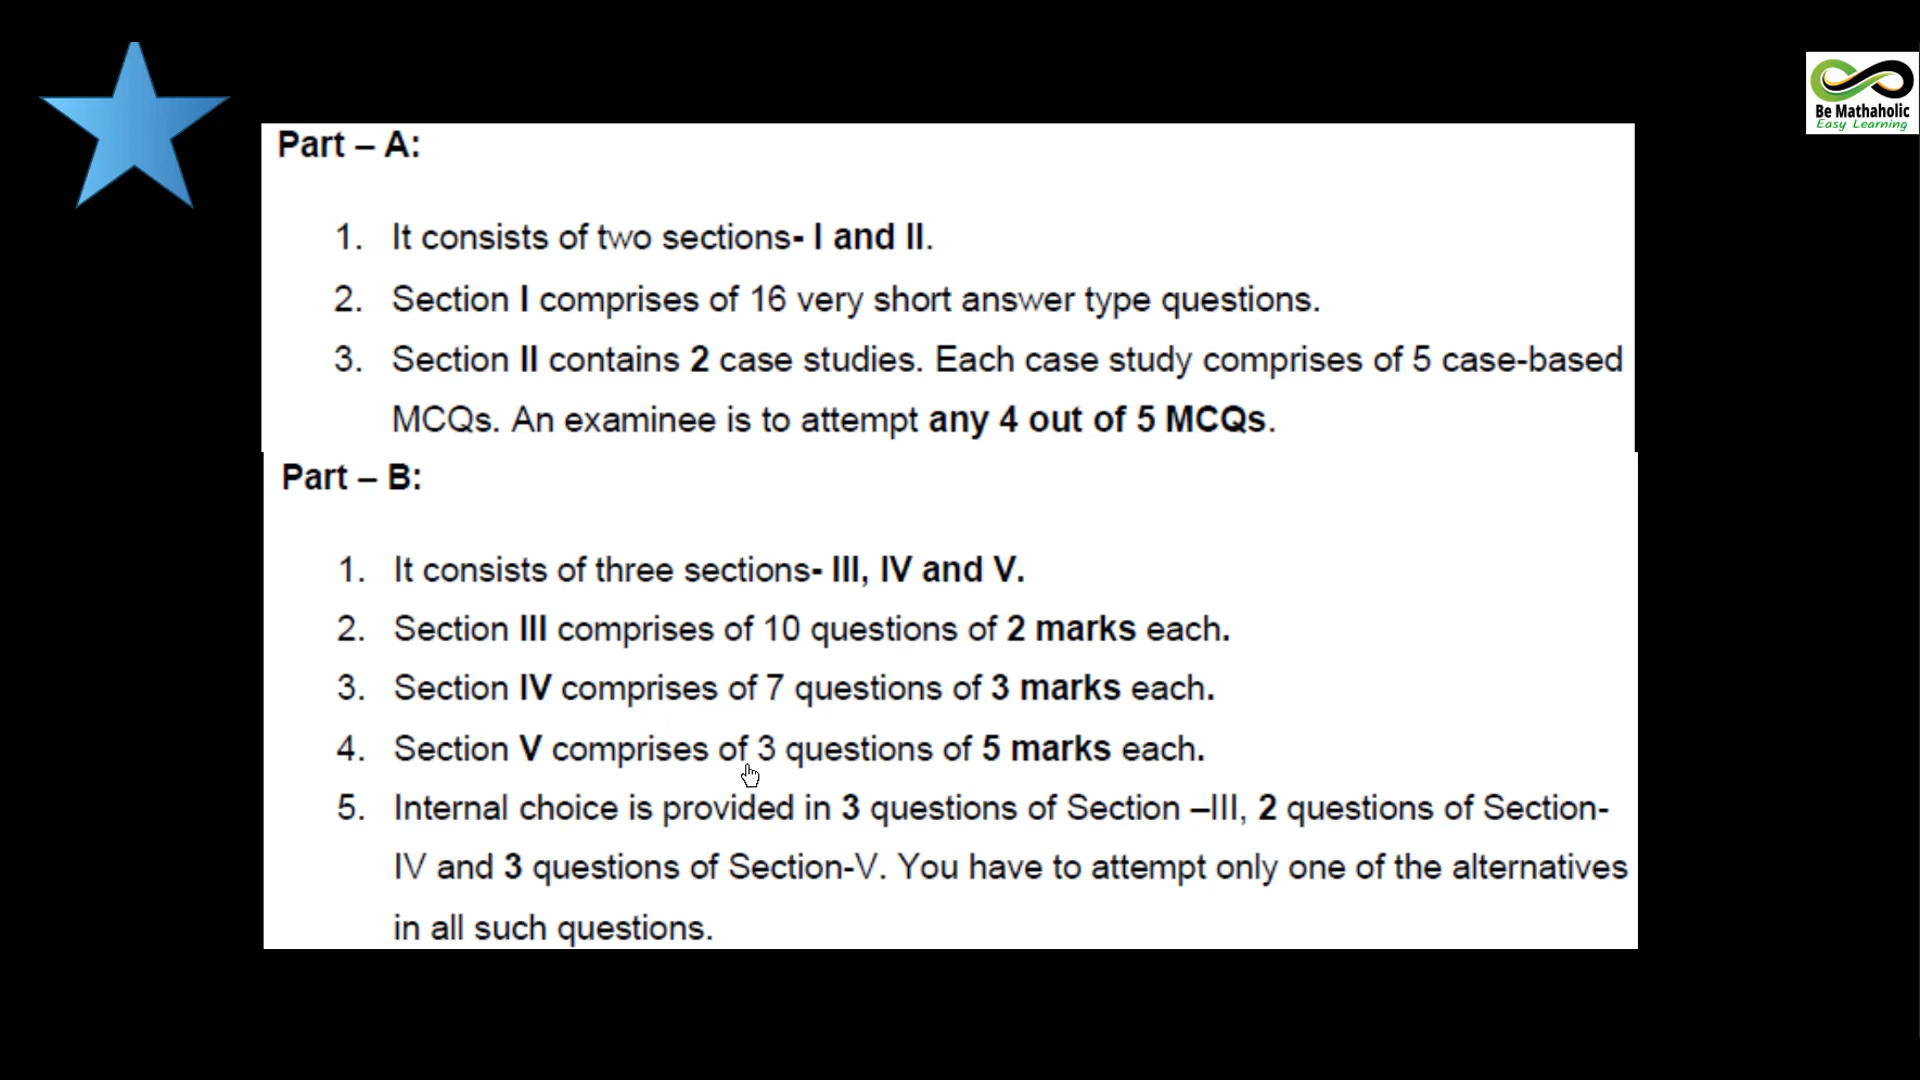 Be Mathaholic
Easy Learning
Part – A:
1. It consists of two sections- I and II.
2. Section I comprises of 16 very short answer type questions.
3. Section II contains 2 case studies. Each case study comprises of 5 case-based
MCQs. An examinee is to attempt any 4 out of 5 MCQs.
Part – B:
1. It consists of three sections- III, IV and V.
2. Section III comprises of 10 questions of 2 marks each.
3. Section IV comprises of 7 questions of 3 marks each.
4. Section V comprises of 3 questions of 5 marks each.
5. Internal choice is provided in 3 questions of Section –III, 2 questions of Section-
IV and 3 questions of Section-V. You have to attempt only one of the alternatives
in all such questions.